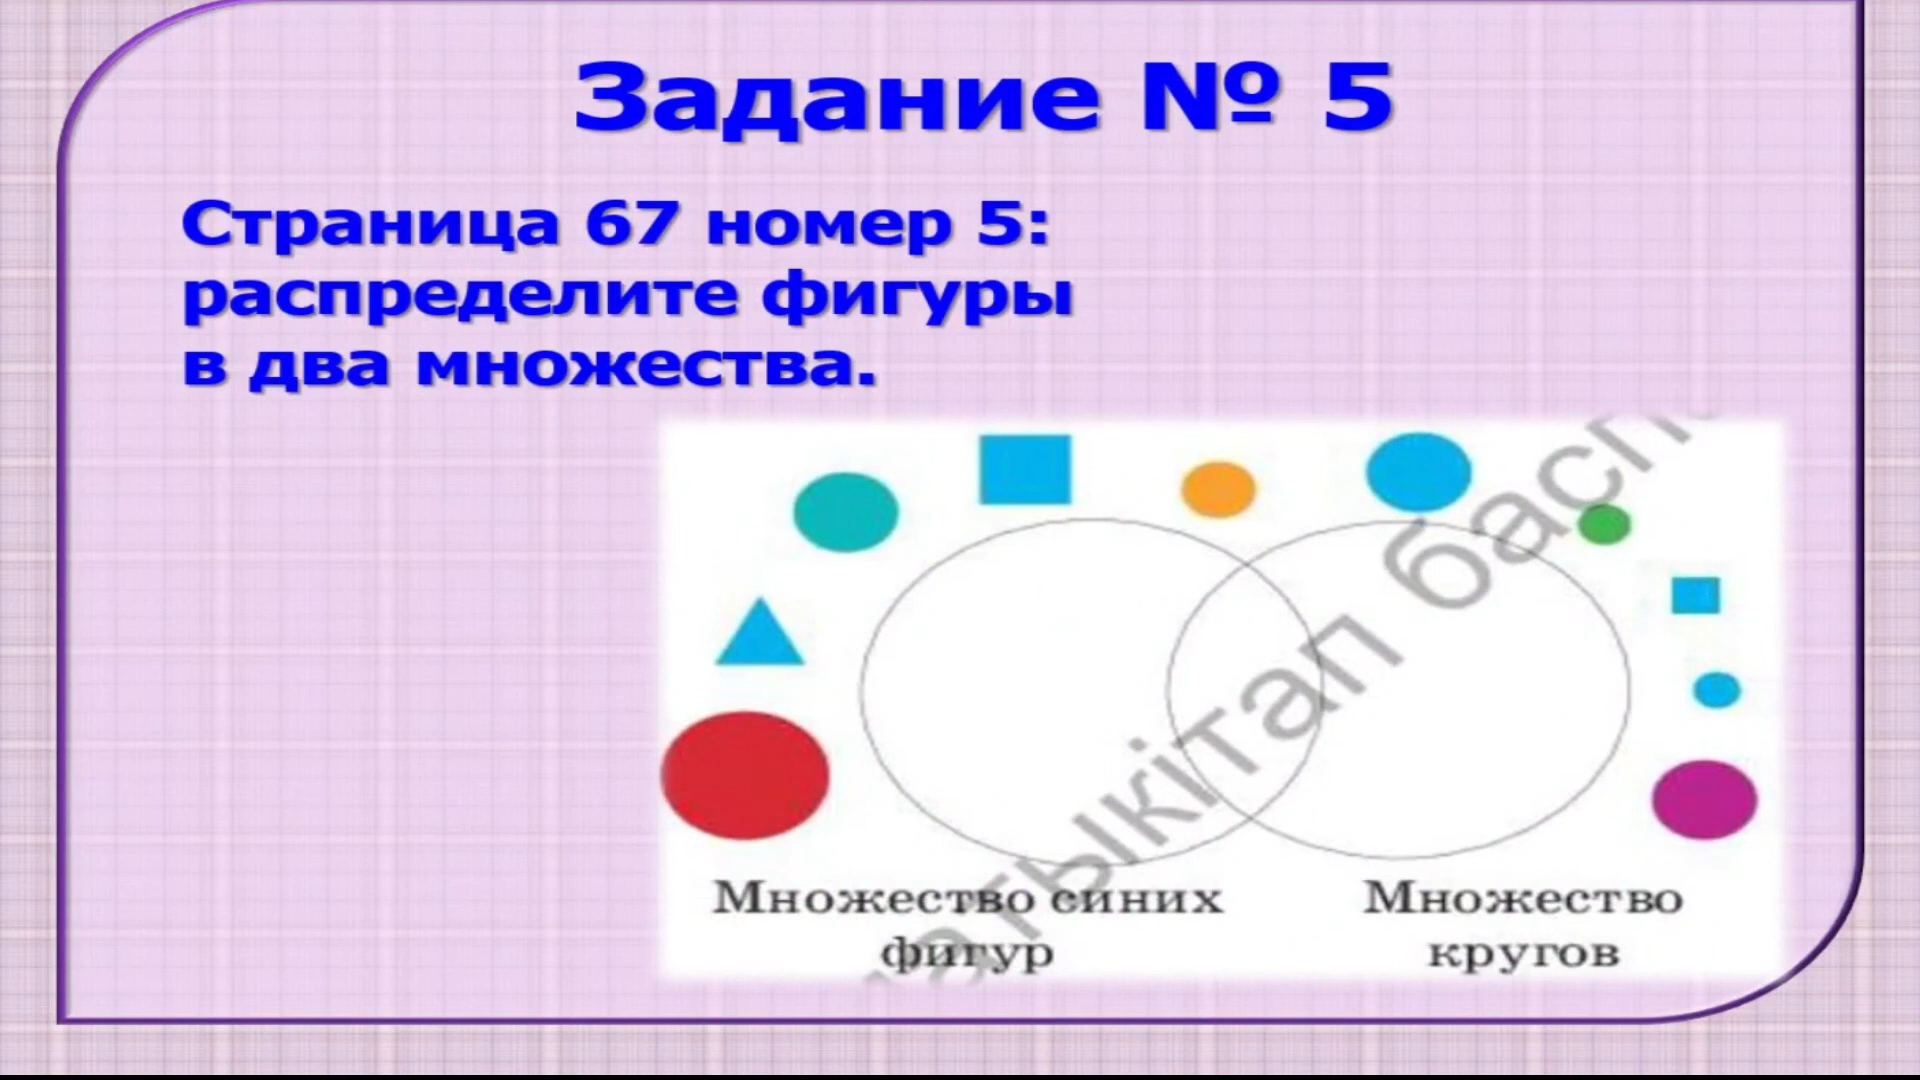 Задание № 5
Страница 67 номер 5:
распределите фигуры
в два множества.
Множество синих
фигур
Множество
кругов